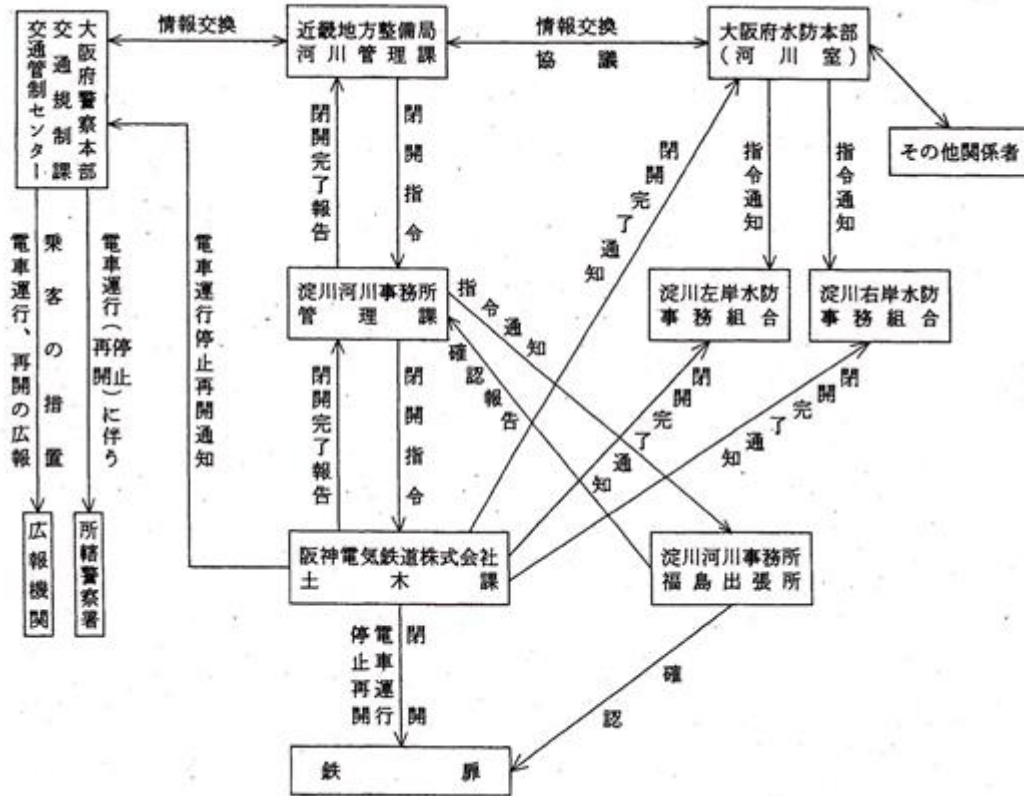 大阪府警察本部
交通規制課
交通管制センター
情報交換
近畿地方整備局
河川管理課
情報交換
協議
大阪府水防本部
(河川室)
その他関係者
閉開完了報告
閉開指令
閉開完了通知
指令通知
指令通知
淀川河川事務所
管理課
指令通知
確認報告
淀川左岸水防
事務組合
淀川右岸水防
事務組合
電車運行(停止
再開)に伴う
乗客の措置
電車運行、再開の広報
電車運行停止再開通知
閉開完了報告
閉開指令
閉開完了通知
閉開完了通知
広報機関
所轄警察署
阪神電気鉄道株式会社
土木課
淀川河川事務所
福島出張所
閉開
電車運行
停止再開
確認
鉄扉